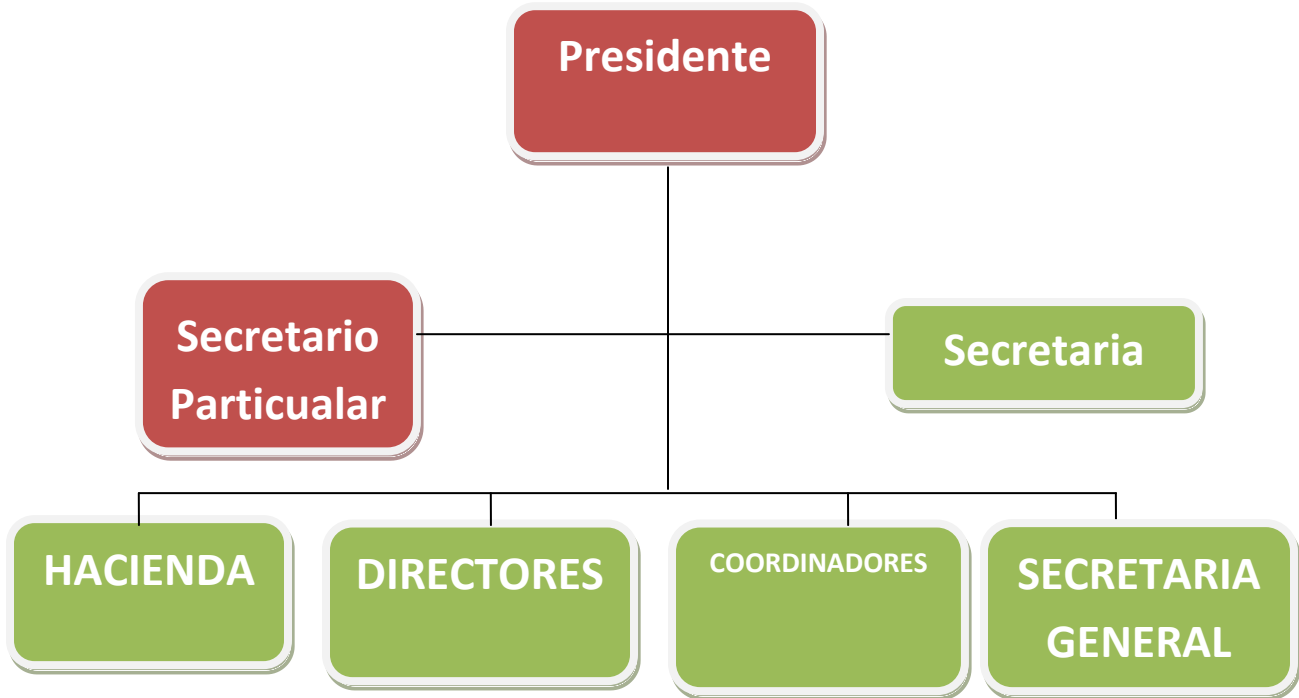 Presidente
Secretario
Particualar
Secretaria
HACIENDA
DIRECTORES
COORDINADORES
SECRETARIA
GENERAL